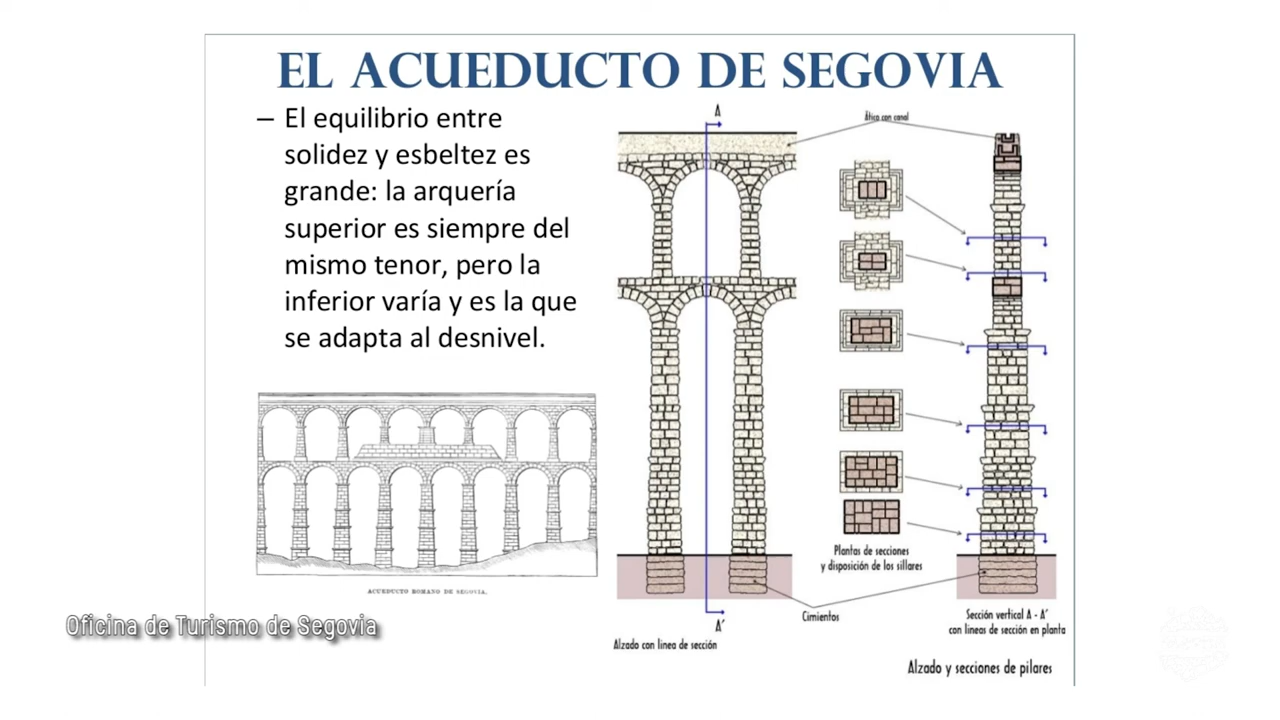 EL ACUEDUCTO DE SEGOVIA
– El equilibrio entre
solidez y esbeltez es
grande: la arquería
superior es siempre del
mismo tenor, pero la
inferior varía y es la que
se adapta al desnivel.
ACUEDUCTO ROMANO DE SEGOVIA.
A
Ático con canal
A'
Alzado con linea de sección
Plantas de secciones
y disposición de los sillares
Cimientos
Sección vertical A - A'
con lineas de sección en planta
Alzado y secciones de pilares
Oficina de Turismo de Segovia